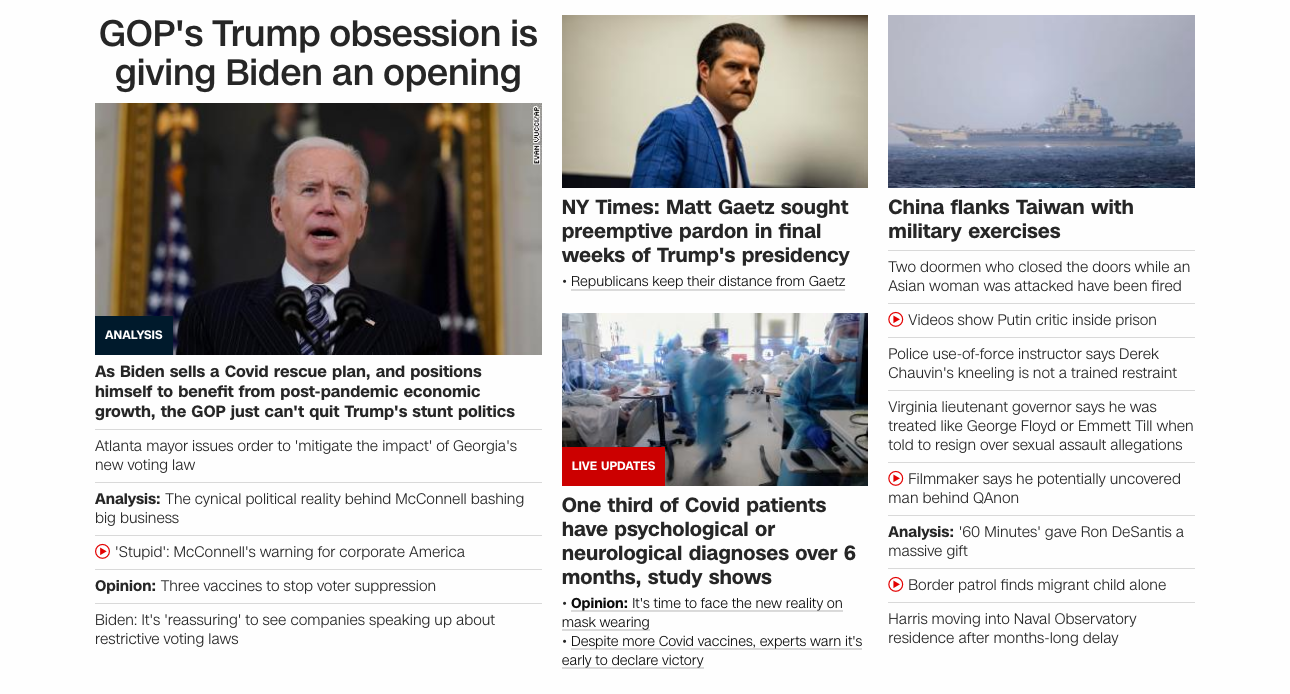 GOP's Trump obsession is
giving Biden an opening
EVAN VUCCI/AP
ANALYSIS
As Biden sells a Covid rescue plan, and positions
himself to benefit from post-pandemic economic
growth, the GOP just can't quit Trump's stunt politics
Atlanta mayor issues order to 'mitigate the impact' of Georgia's
new voting law
Analysis: The cynical political reality behind McConnell bashing
big business
'Stupid': McConnell's warning for corporate America
Opinion: Three vaccines to stop voter suppression
Biden: It's 'reassuring' to see companies speaking up about
restrictive voting laws
NY Times: Matt Gaetz sought
preemptive pardon in final
weeks of Trump's presidency
• Republicans keep their distance from Gaetz
LIVE UPDATES
One third of Covid patients
have psychological or
neurological diagnoses over 6
months, study shows
• Opinion: It's time to face the new reality on
mask wearing
• Despite more Covid vaccines, experts warn it's
early to declare victory
China flanks Taiwan with
military exercises
Two doormen who closed the doors while an
Asian woman was attacked have been fired
Videos show Putin critic inside prison
Police use-of-force instructor says Derek
Chauvin's kneeling is not a trained restraint
Virginia lieutenant governor says he was
treated like George Floyd or Emmett Till when
told to resign over sexual assault allegations
Filmmaker says he potentially uncovered
man behind QAnon
Analysis: '60 Minutes' gave Ron DeSantis a
massive gift
Border patrol finds migrant child alone
Harris moving into Naval Observatory
residence after months-long delay